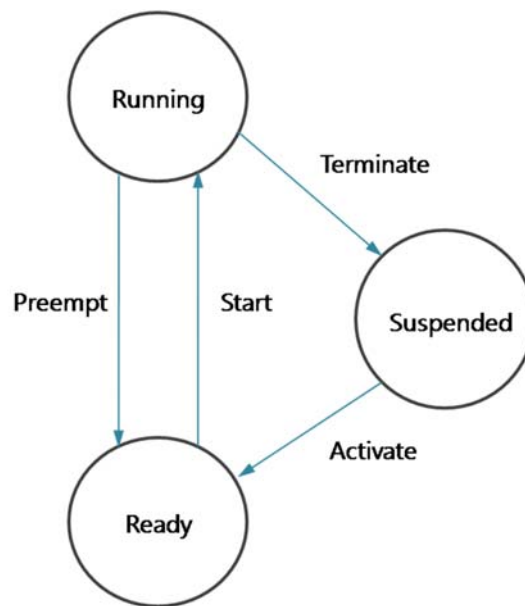 Running
Terminate
Preempt
Start
Suspended
Activate
Ready